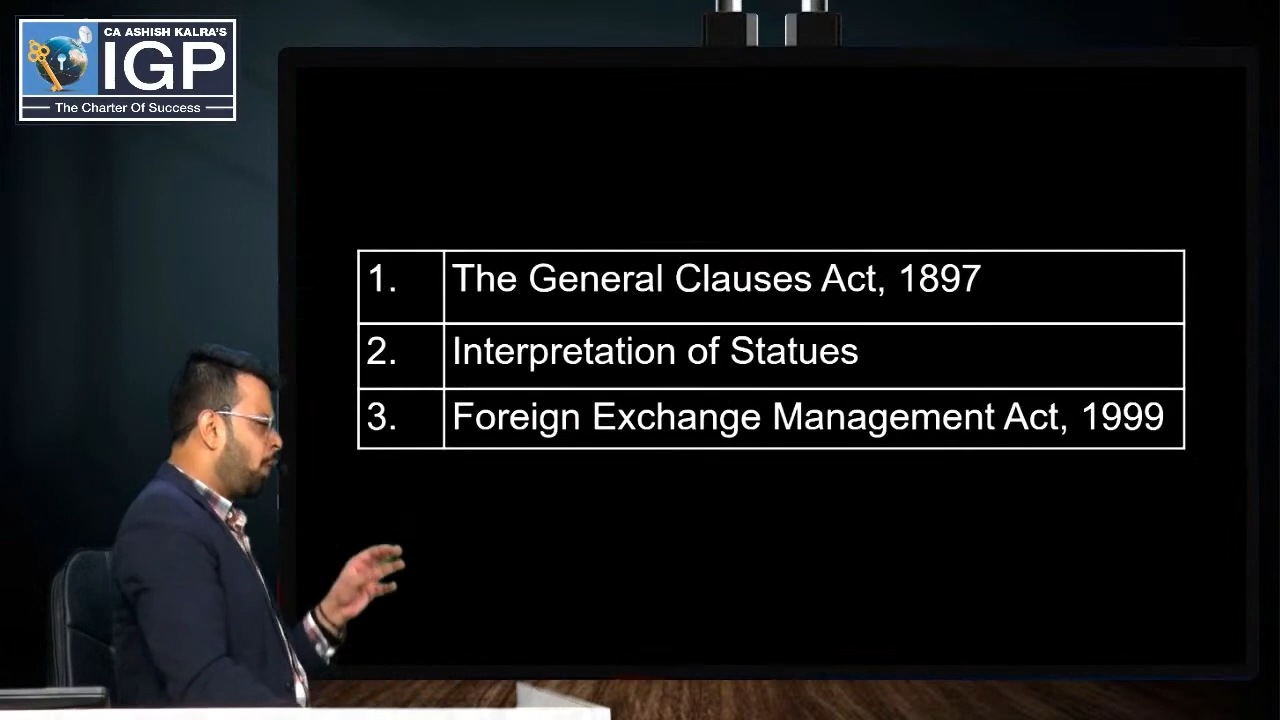 CA ASHISH KALRA'S
IGP
The Charter Of Success
1. The General Clauses Act, 1897
2. Interpretation of Statues
3. Foreign Exchange Management Act, 1999